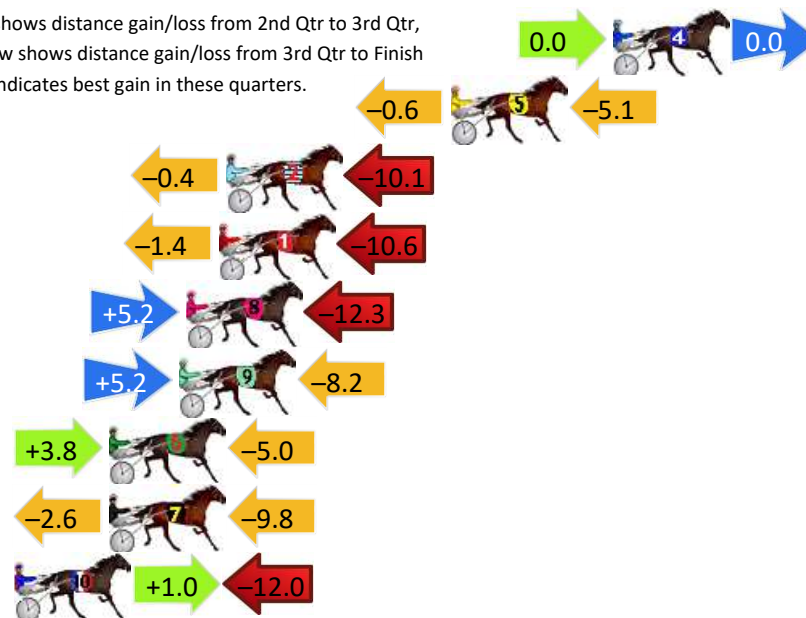 hows distance gain/loss from 2nd Qtr to 3rd Qtr,
w shows distance gain/loss from 3rd Qtr to Finish
ndicates best gain in these quarters.
0.0 4 0.0
–0.6 5 –5.1
–0.4 2 –10.1
–1.4 1 –10.6
+5.2 8 –12.3
+5.2 9 –8.2
+3.8 6 –5.0
–2.6 7 –9.8
10 +1.0 –12.0